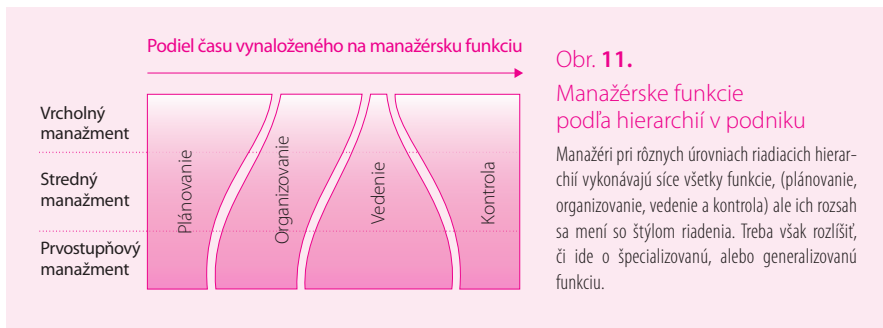 Podiel času vynaloženého na manažérsku funkciu
Vrcholný
manažment
Stredný
manažment
Prvostupňový
manažment
Plánovanie
Organizovanie
Vedenie
Kontrola
Obr. 11.
Manažérske funkcie
podľa hierarchií v podniku
Manažéri pri rôznych úrovniach riadiacich hierar-
chií vykonávajú síce všetky funkcie, (plánovanie,
organizovanie, vedenie a kontrola) ale ich rozsah
sa mení so štýlom riadenia. Treba však rozlíšiť,
či ide o špecializovanú, alebo generalizovanú
funkciu.